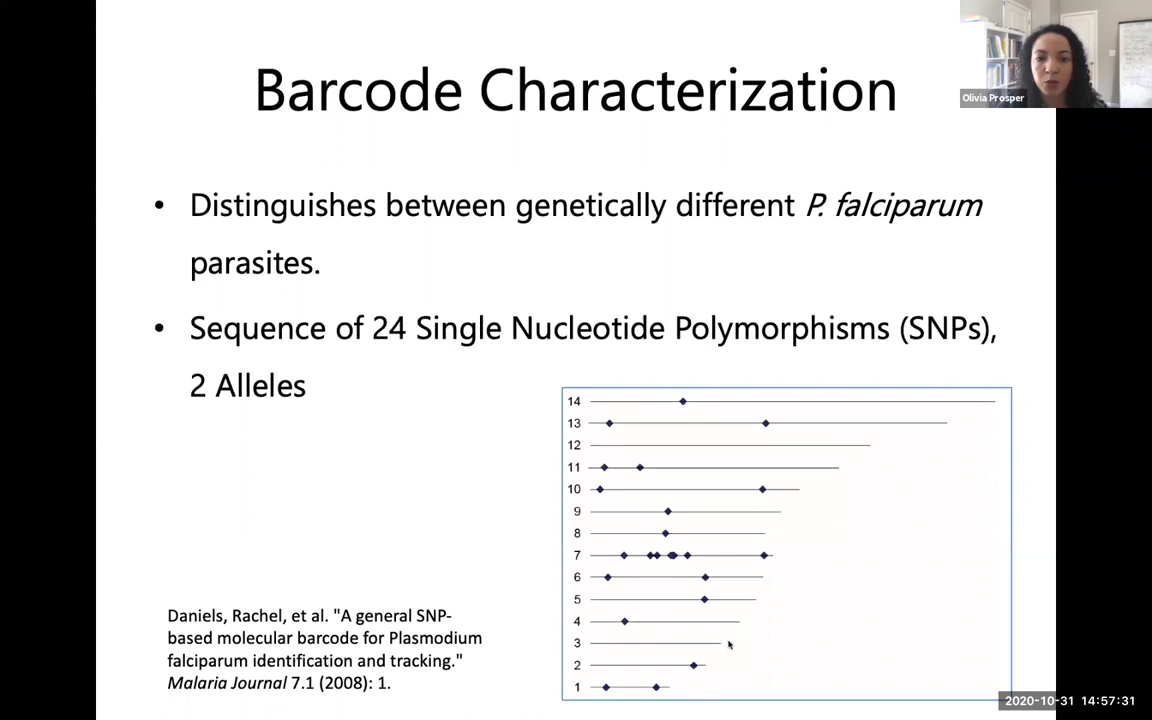 Barcode Characterization
Olivia Prosper
• Distinguishes between genetically different P. falciparum
parasites.
• Sequence of 24 Single Nucleotide Polymorphisms (SNPs),
2 Alleles
14
13
12
11
10
9
8
7
6
5
4
3
2
1
Daniels, Rachel, et al. "A general SNP-
based molecular barcode for Plasmodium
falciparum identification and tracking."
Malaria Journal 7.1 (2008): 1.
2020-10-31 14:57:31